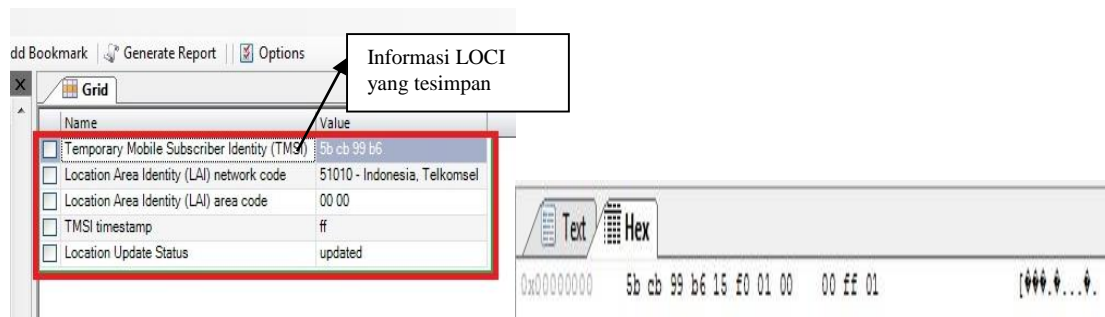 dd Bookmark Generate Report Options
Informasi LOCI
yang tesimpan
X
Grid
Name Value
Temporary Mobile Subscriber Identity (TMSI) 5b cb 99 b6
Location Area Identity (LAI) network code 51010 - Indonesia, Telkomsel
Location Area Identity (LAI) area code 00 00
TMSI timestamp ff
Location Update Status updated
Text Hex
0x00000000 5b cb 99 b6 15 f0 01 00 00 ff 01 [���.�...�.